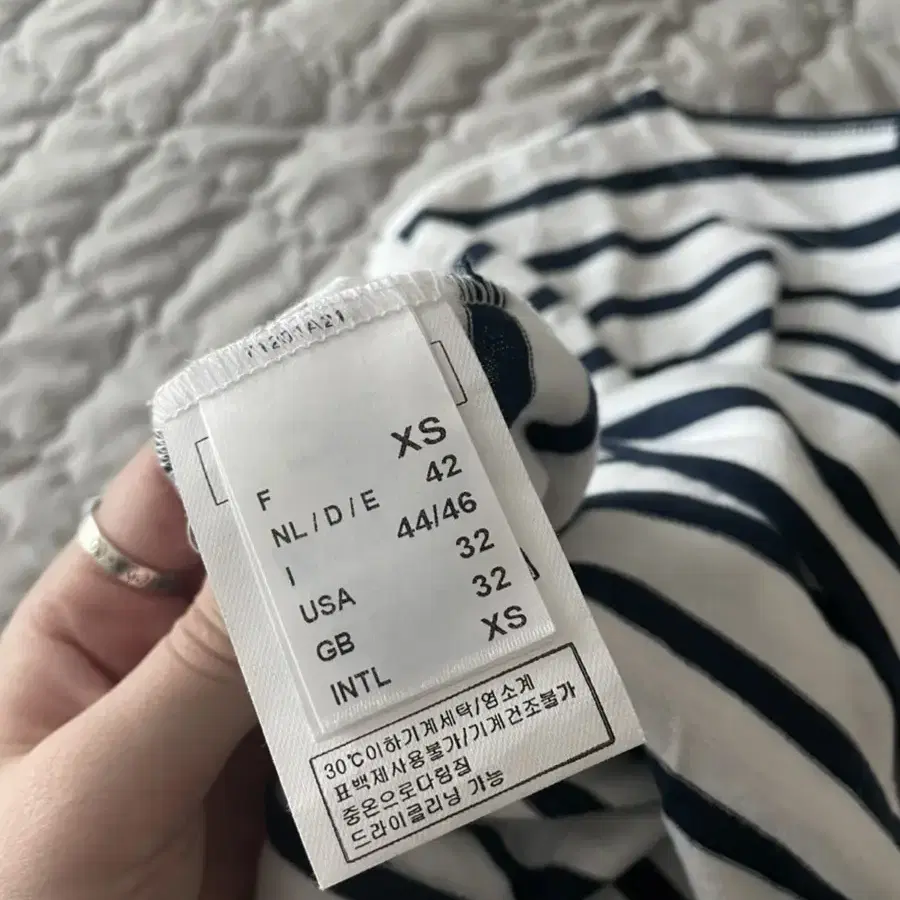 F XS
NL / D / E 42
I 44/46
USA 32
GB 32
INTL XS
30℃이하기계세탁/염소계
표백제사용불가/기계건조불가
중온으로다림질
드라이클리닝 가능